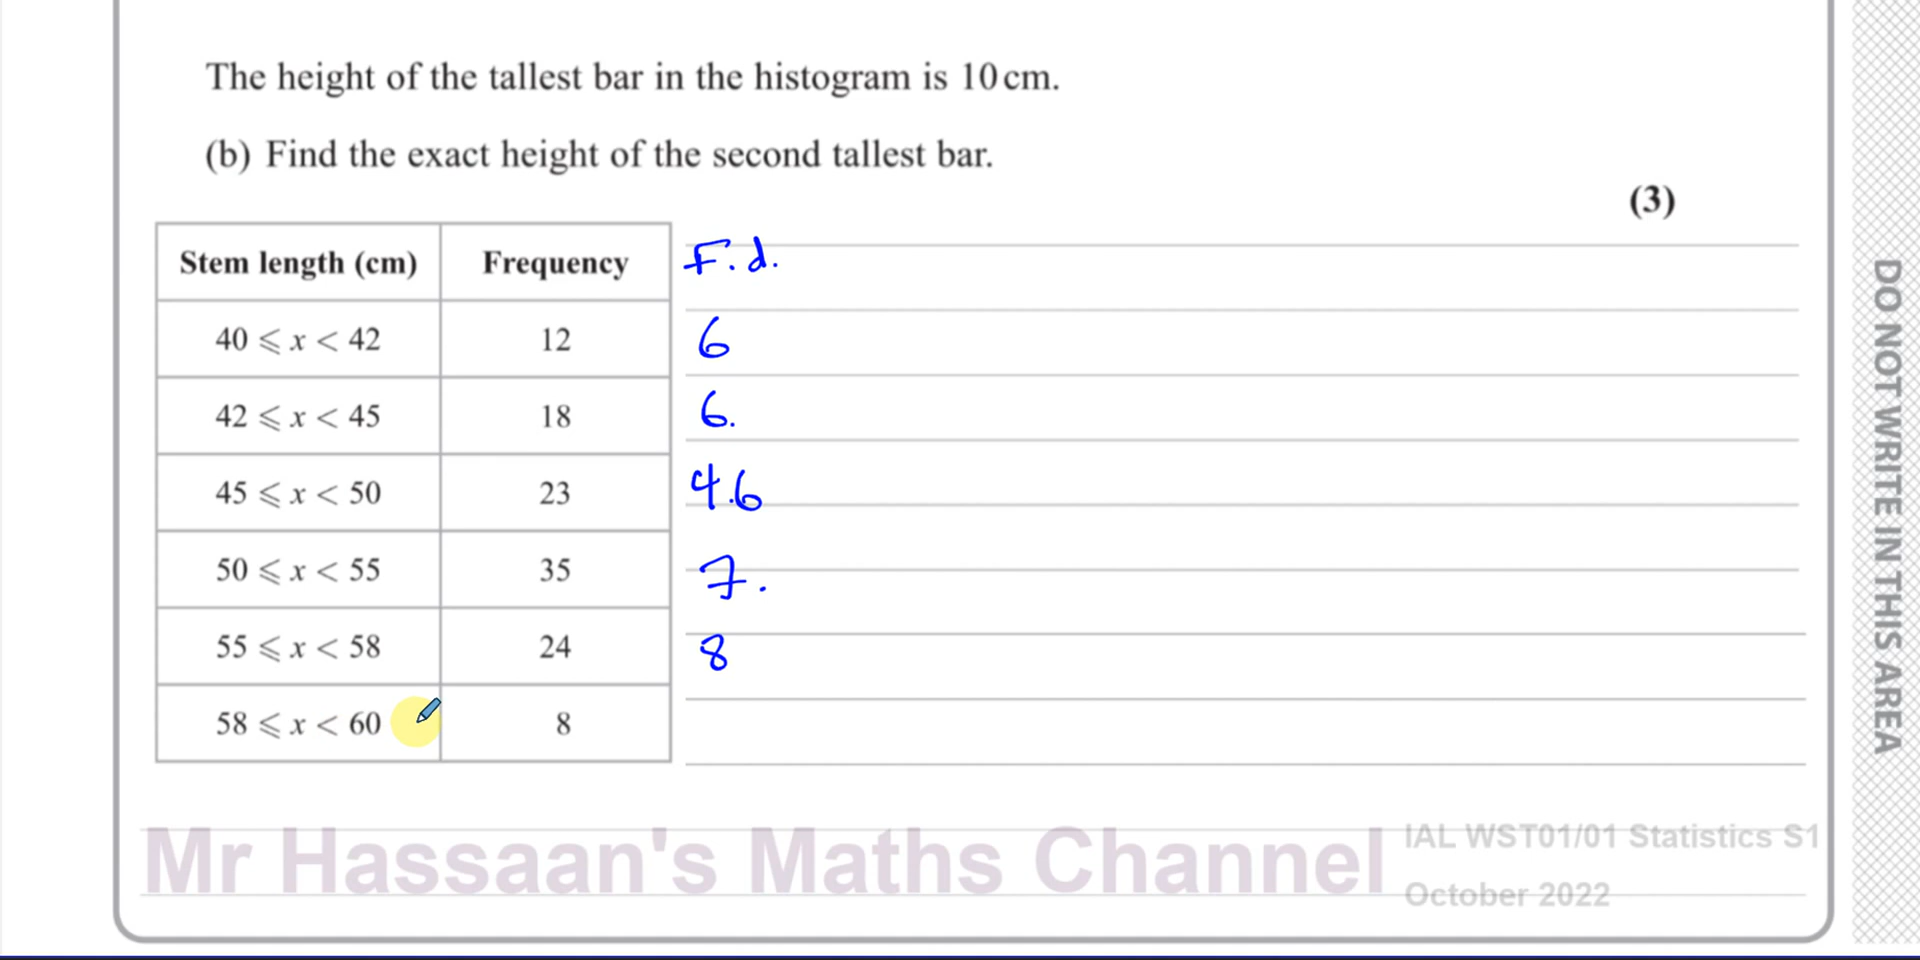 The height of the tallest bar in the histogram is 10 cm.
(b) Find the exact height of the second tallest bar.
(3)
Stem length (cm) Frequency F.d.
40 ⩽ x < 42 12 6
42 ⩽ x < 45 18 6.
45 ⩽ x < 50 23 4.6
50 ⩽ x < 55 35 7.
55 ⩽ x < 58 24 8
58 ⩽ x < 60 8
Mr Hassaan's Maths Channel
IAL WST01/01 Statistics S1
October 2022
DO NOT WRITE IN THIS AREA